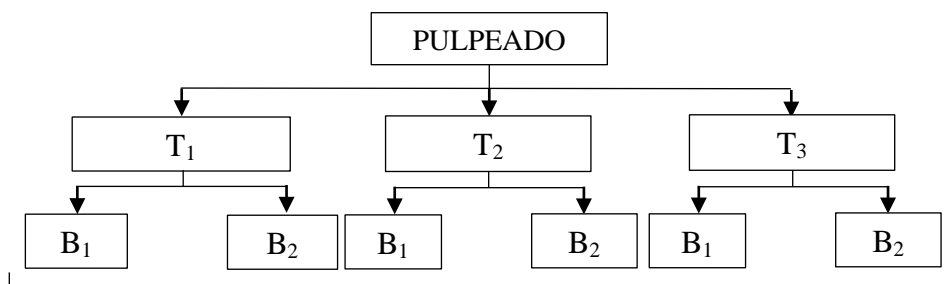 PULPEADO
T₁ T₂ T₃
B₁ B₂ B₁ B₂ B₁ B₂